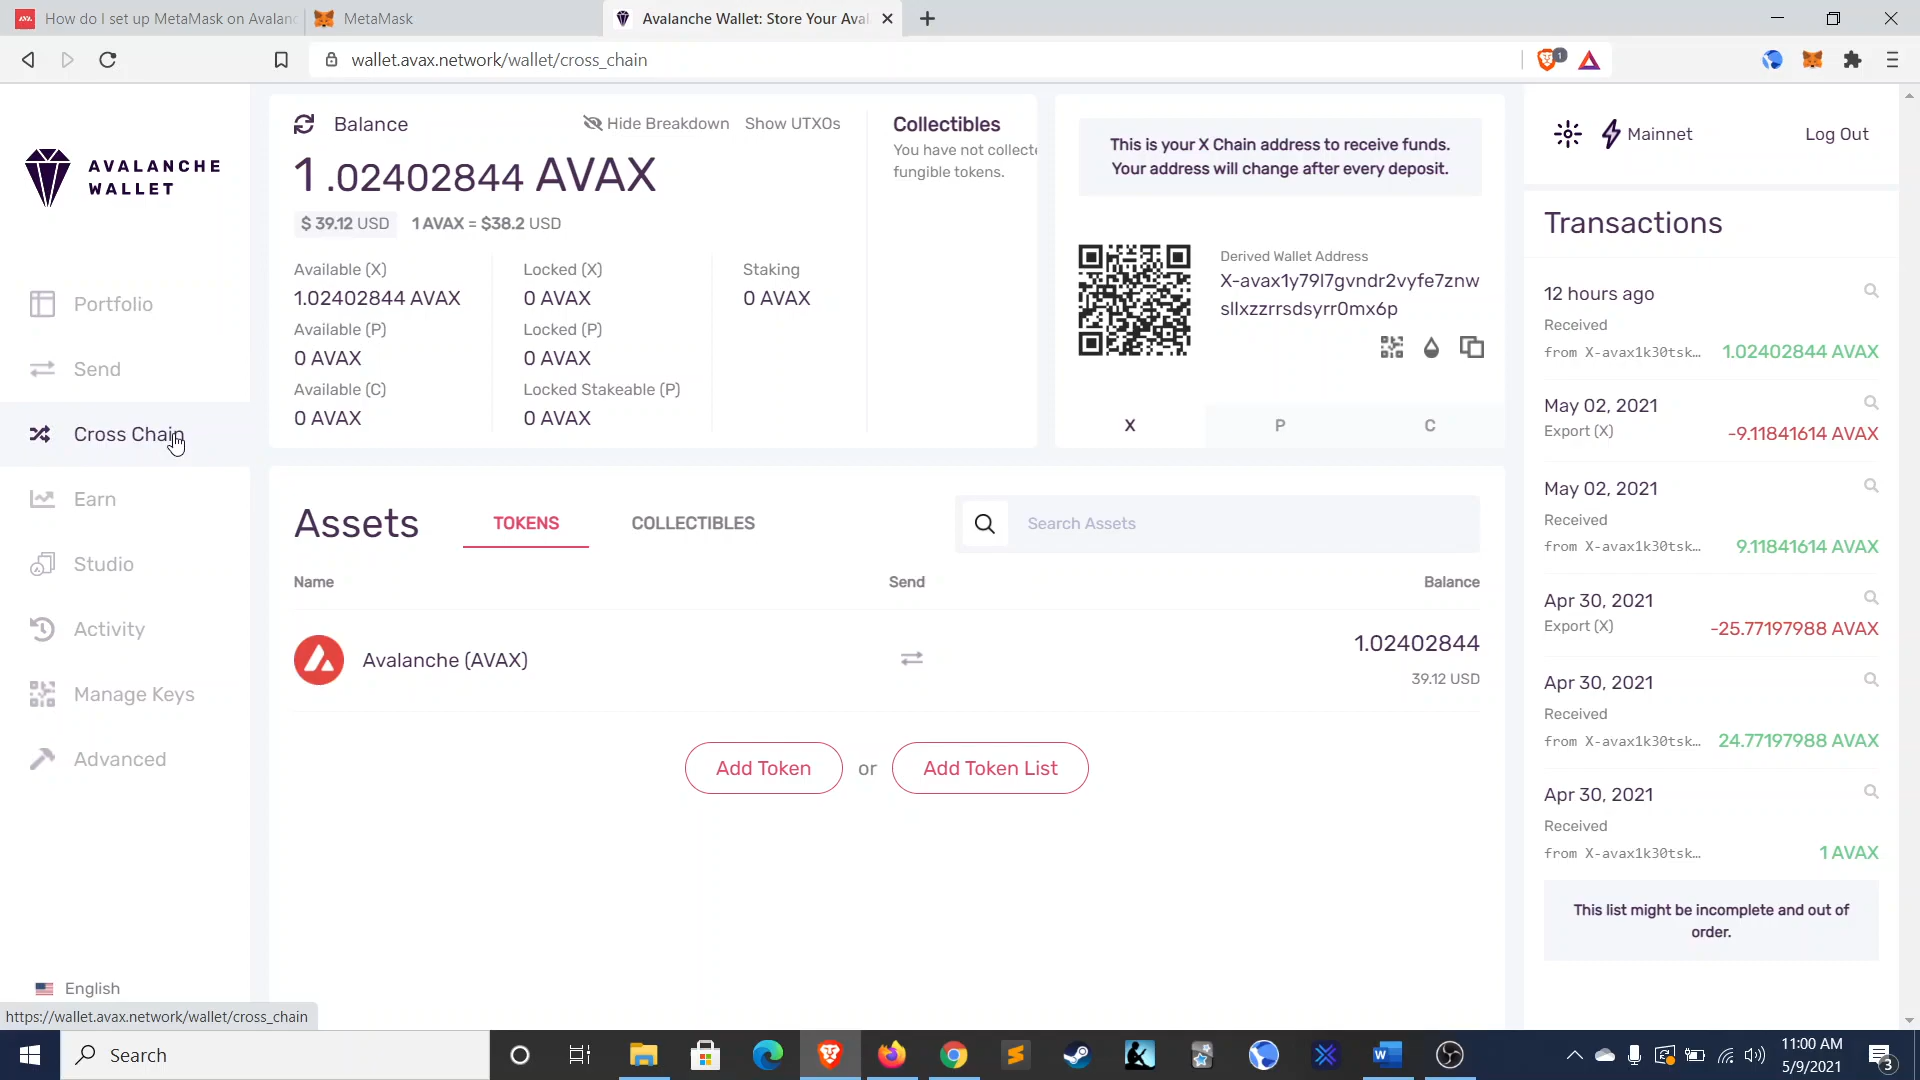 How do I set up MetaMask on Avalanc
MetaMask
Avalanche Wallet: Store Your Aval
wallet.avax.network/wallet/cross_chain
1
AVALANCHE
WALLET
Portfolio
Send
Cross Chain
Earn
Studio
Activity
Manage Keys
Advanced
English
https://wallet.avax.network/wallet/cross_chain
Balance
Hide Breakdown
Show UTXOs
1.02402844 AVAX
$ 39.12 USD
1 AVAX = $38.2 USD
Available (X)
1.02402844 AVAX
Available (P)
0 AVAX
Available (C)
0 AVAX
Locked (X)
0 AVAX
Locked (P)
0 AVAX
Locked Stakeable (P)
0 AVAX
Staking
0 AVAX
Collectibles
You have not collecte
fungible tokens.
This is your X Chain address to receive funds.
Your address will change after every deposit.
Derived Wallet Address
X-avax1y79l7gvndr2vyfe7znw
sllxzzrrsdsyrr0mx6p
X
P
C
Assets
TOKENS
COLLECTIBLES
Search Assets
Name
Send
Balance
Avalanche (AVAX)
1.02402844
39.12 USD
Add Token
or
Add Token List
Mainnet
Log Out
Transactions
12 hours ago
Received
from X-avax1k30tsk…
1.02402844 AVAX
May 02, 2021
Export (X)
-9.11841614 AVAX
May 02, 2021
Received
from X-avax1k30tsk…
9.11841614 AVAX
Apr 30, 2021
Export (X)
-25.77197988 AVAX
Apr 30, 2021
Received
from X-avax1k30tsk…
24.77197988 AVAX
Apr 30, 2021
Received
from X-avax1k30tsk…
1 AVAX
This list might be incomplete and out of
order.
Search
11:00 AM
5/9/2021
3